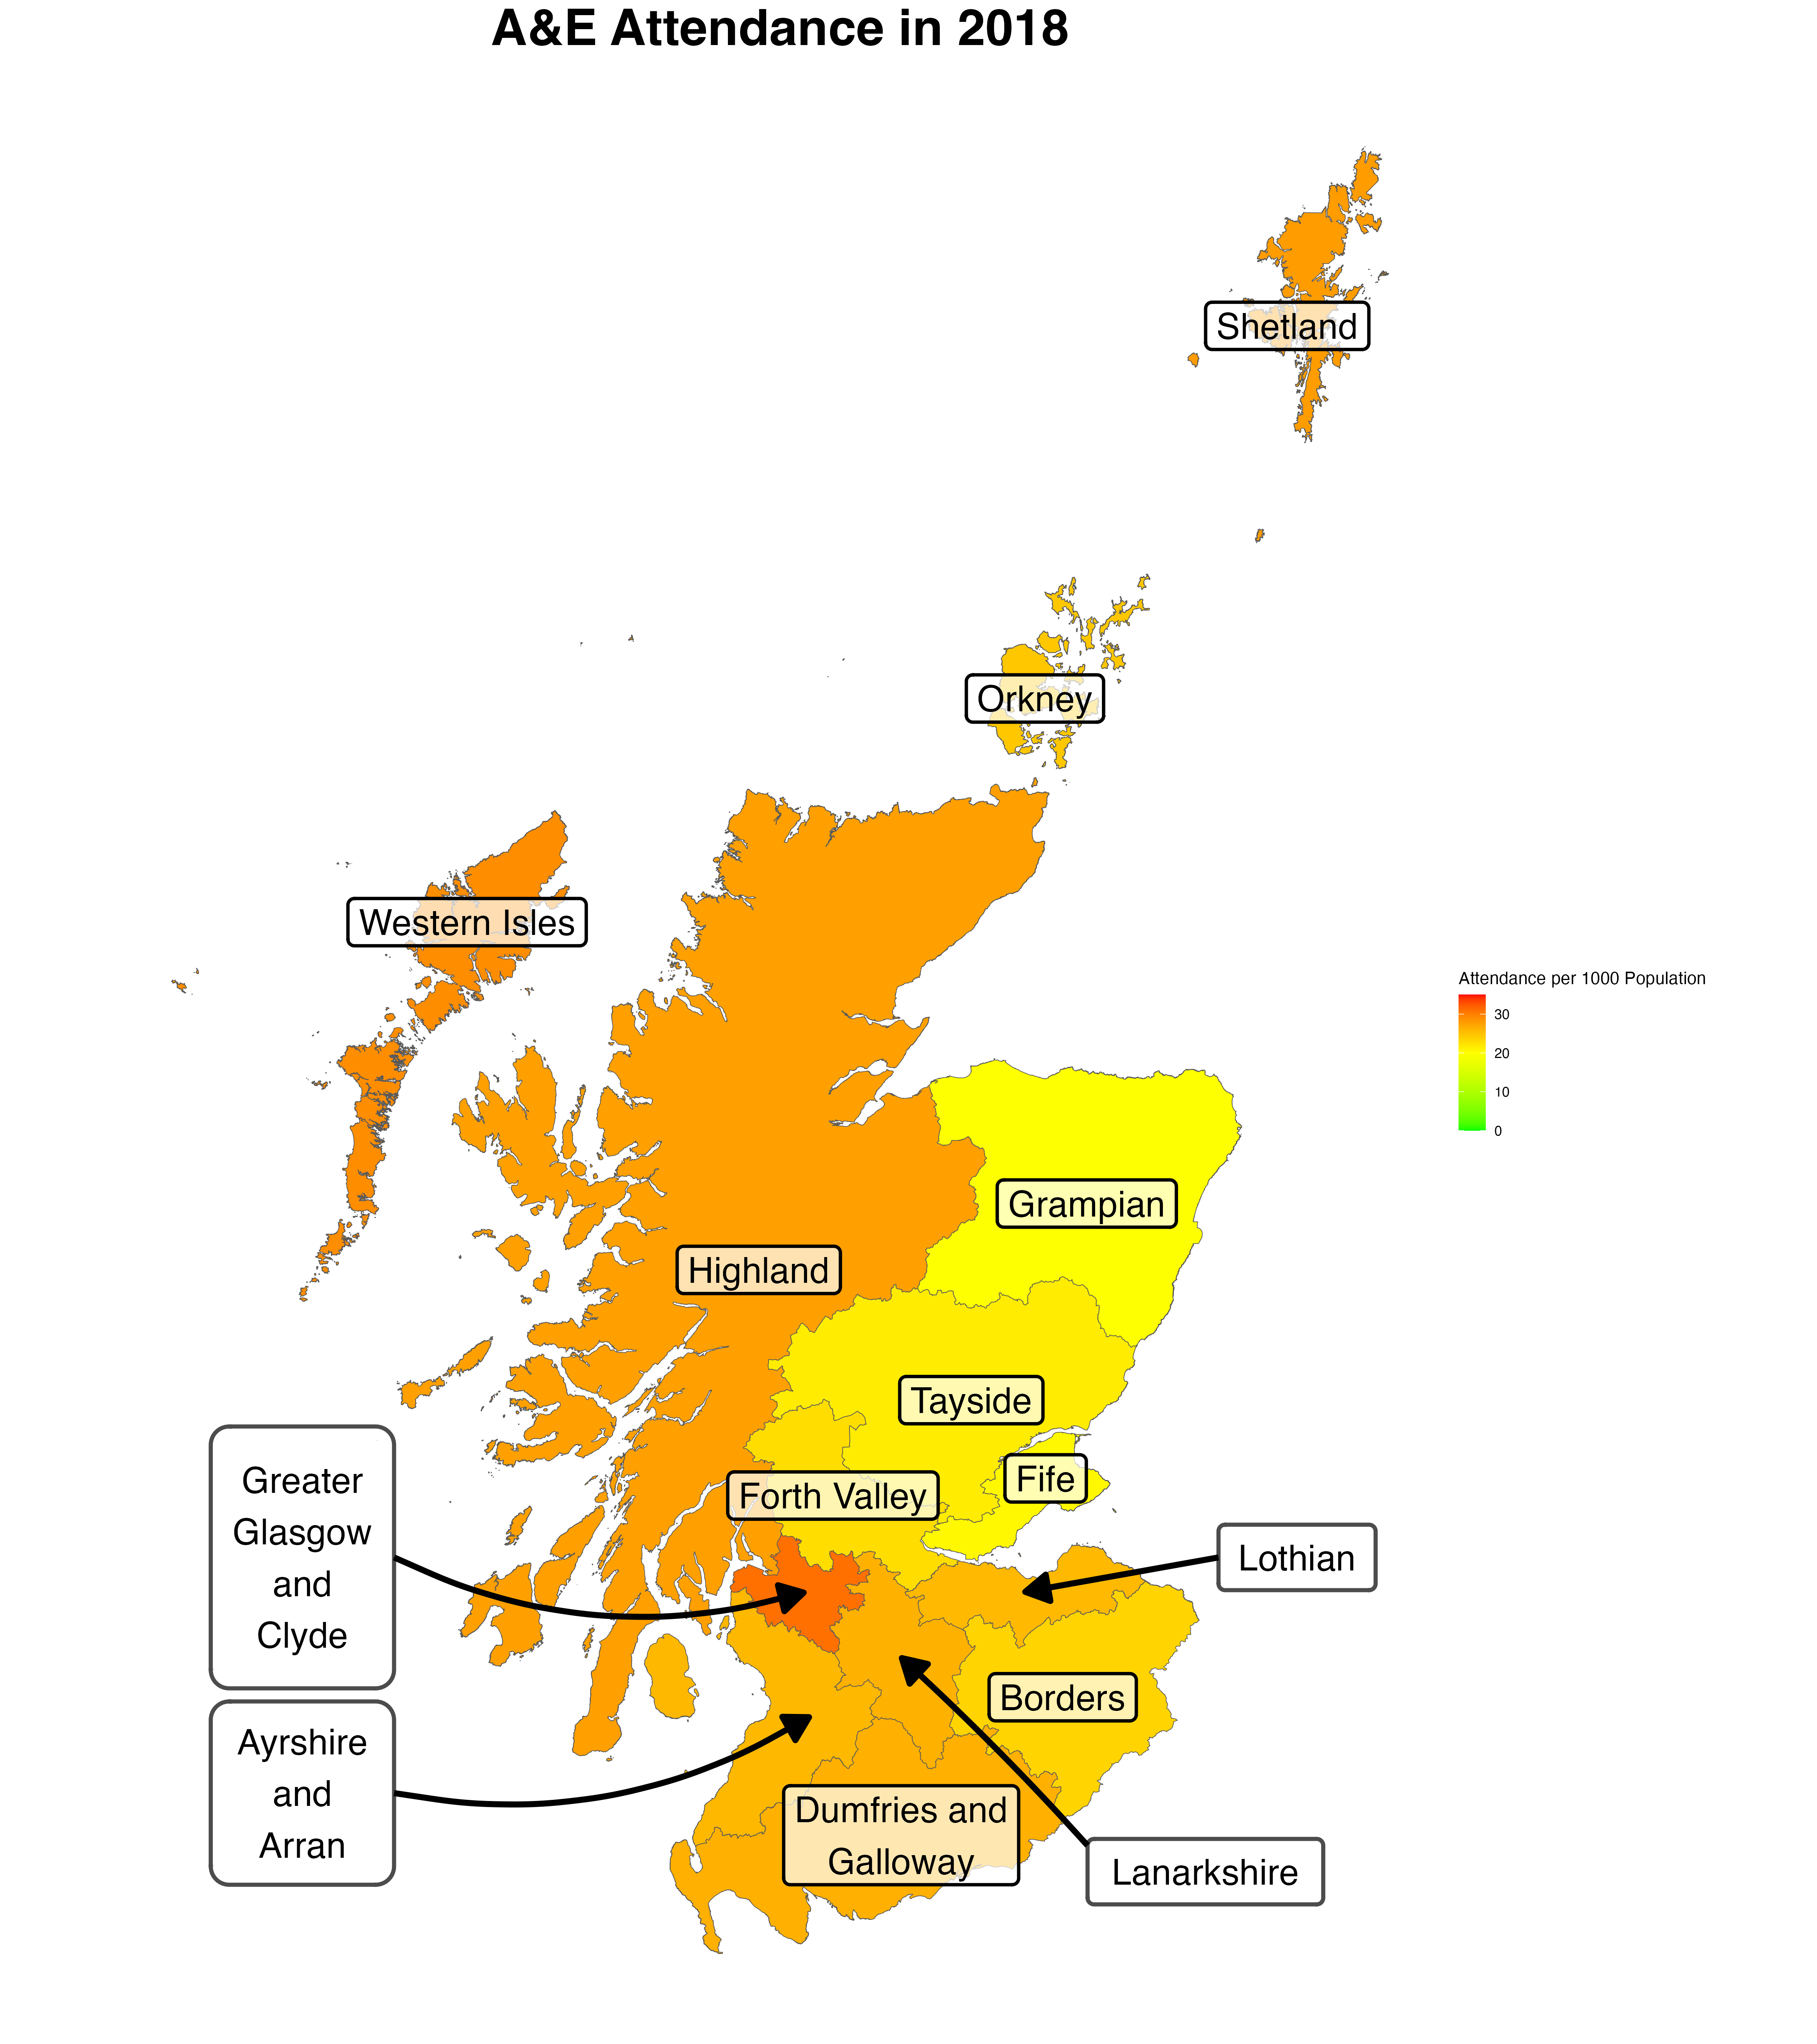 A&E Attendance in 2018
Shetland
Orkney
Western Isles
Attendance per 1000 Population
30
20
10
0
Grampian
Highland
Tayside
Fife
Forth Valley
Greater
Glasgow
and
Clyde
Lothian
Borders
Ayrshire
and
Arran
Dumfries and
Galloway
Lanarkshire